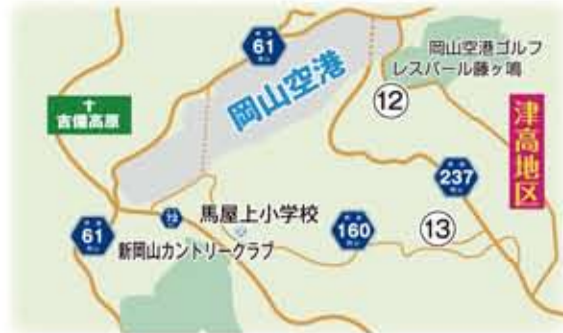 61
岡山空港
岡山空港ゴルフ
レスパール藤ヶ鳴
⑫
津高地区
吉備高原
237
馬屋上小学校
61
新岡山カントリークラブ
160
⑬